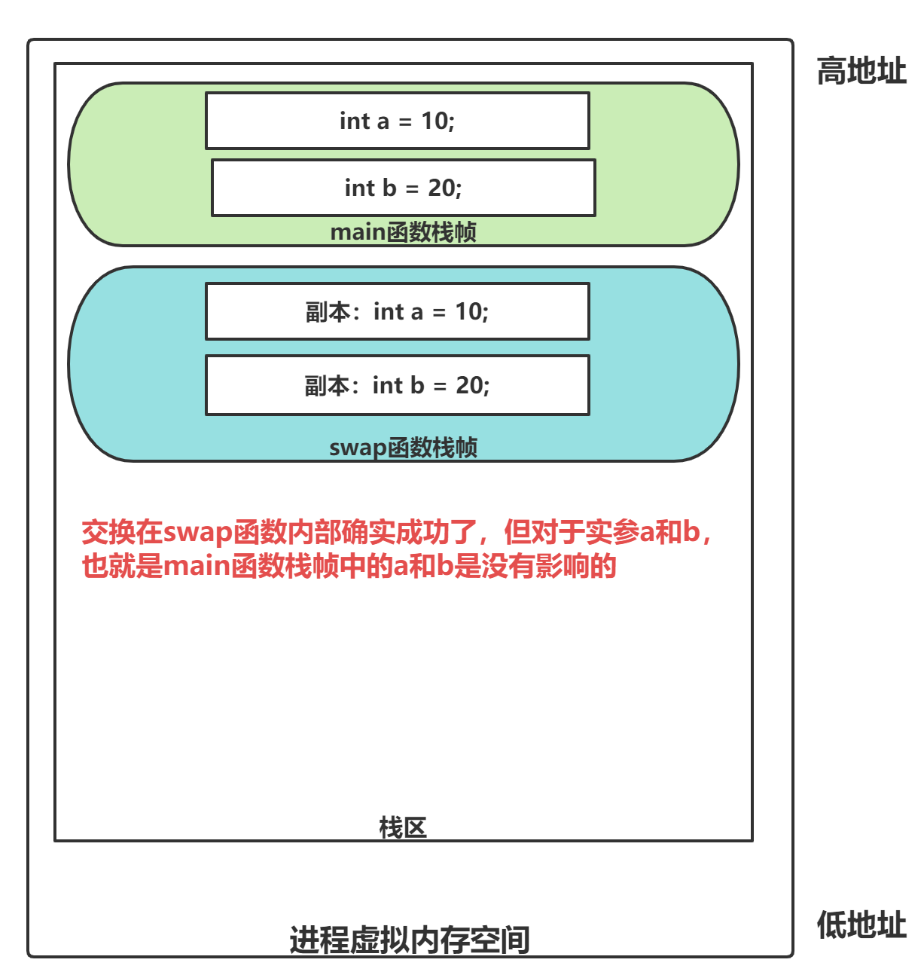 高地址
int a = 10;
int b = 20;
main函数栈帧
副本：int a = 10;
副本：int b = 20;
swap函数栈帧
交换在swap函数内部确实成功了，但对于实参a和b，
也就是main函数栈帧中的a和b是没有影响的
栈区
低地址
进程虚拟内存空间